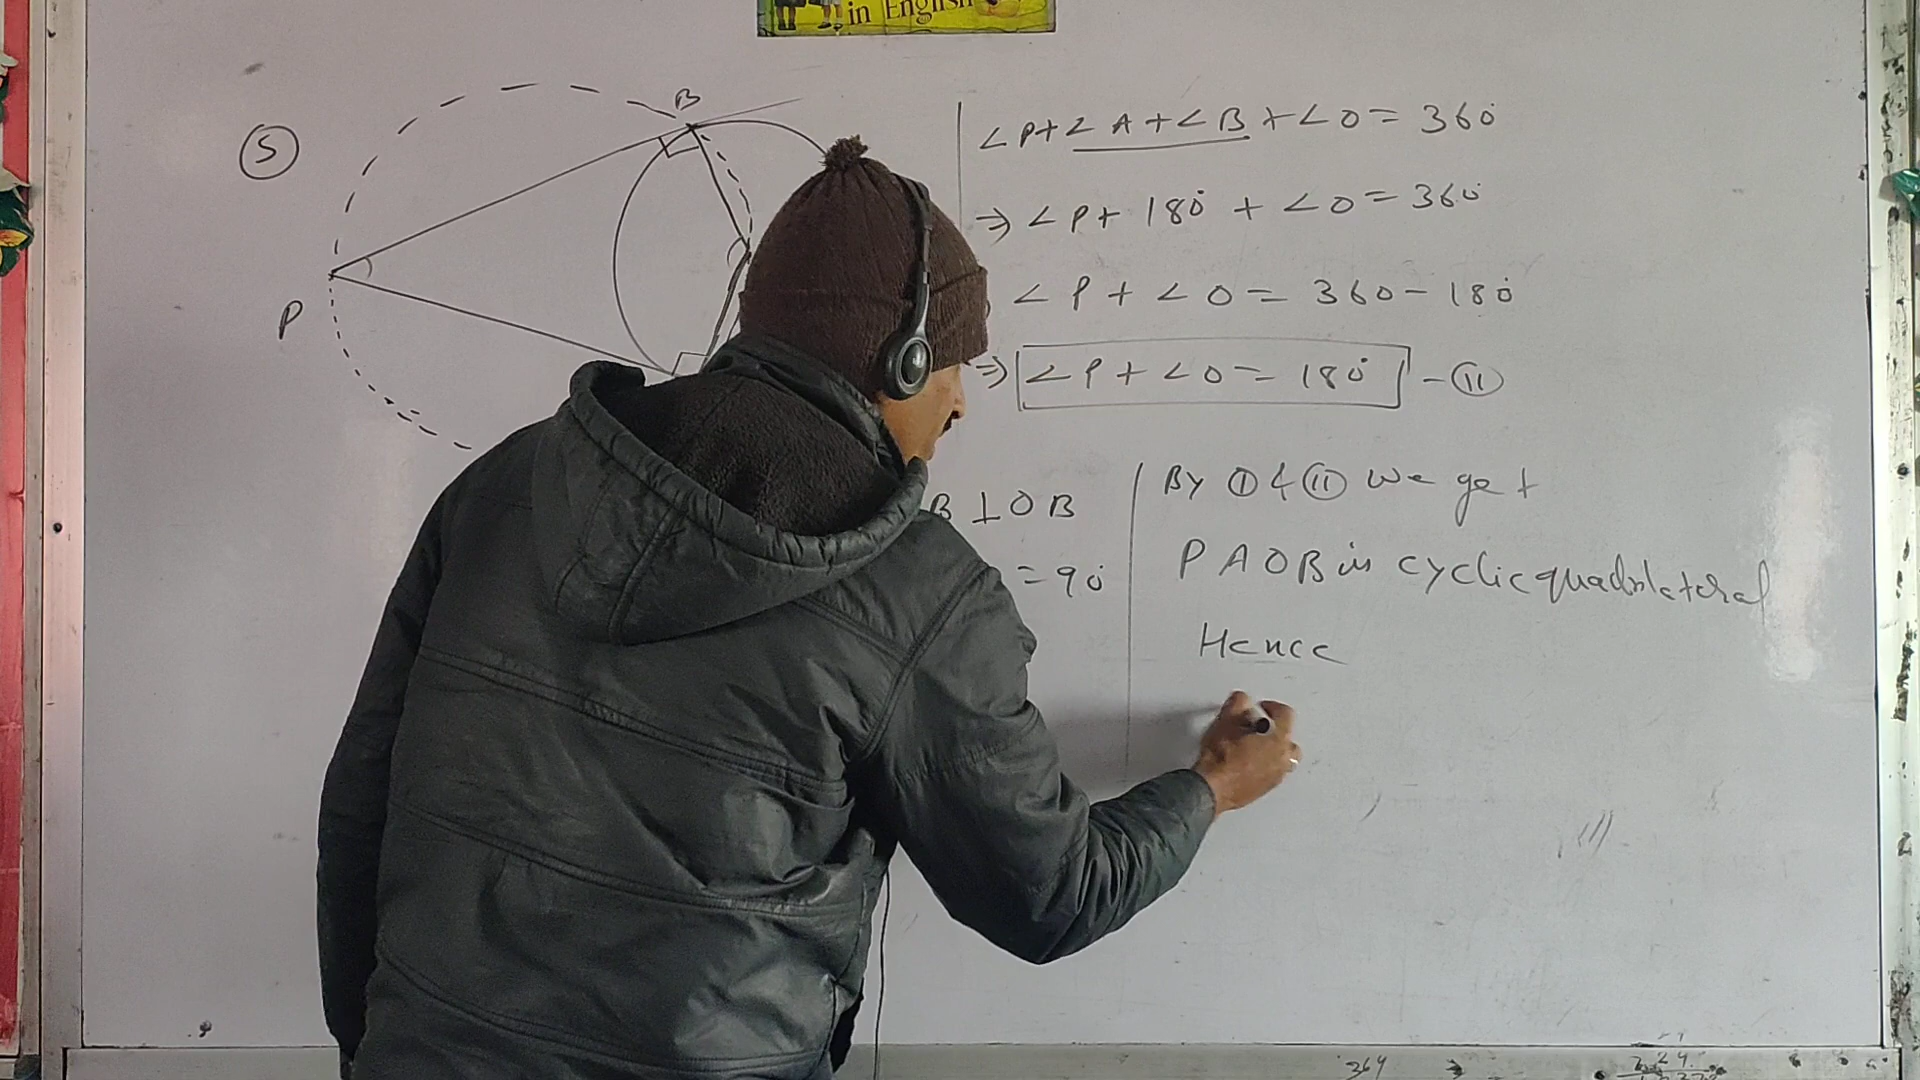 in English
5
B
P
∠P+∠A+∠B+∠O=360°
⇒∠P+180°+∠O=360°
∠P+∠O=360-180°
⇒ ∠P+∠O=180° -(II)
B⊥OB
=90°
By (I) & (II) we get
PAOB is cyclic quadrilateral
Hence
364